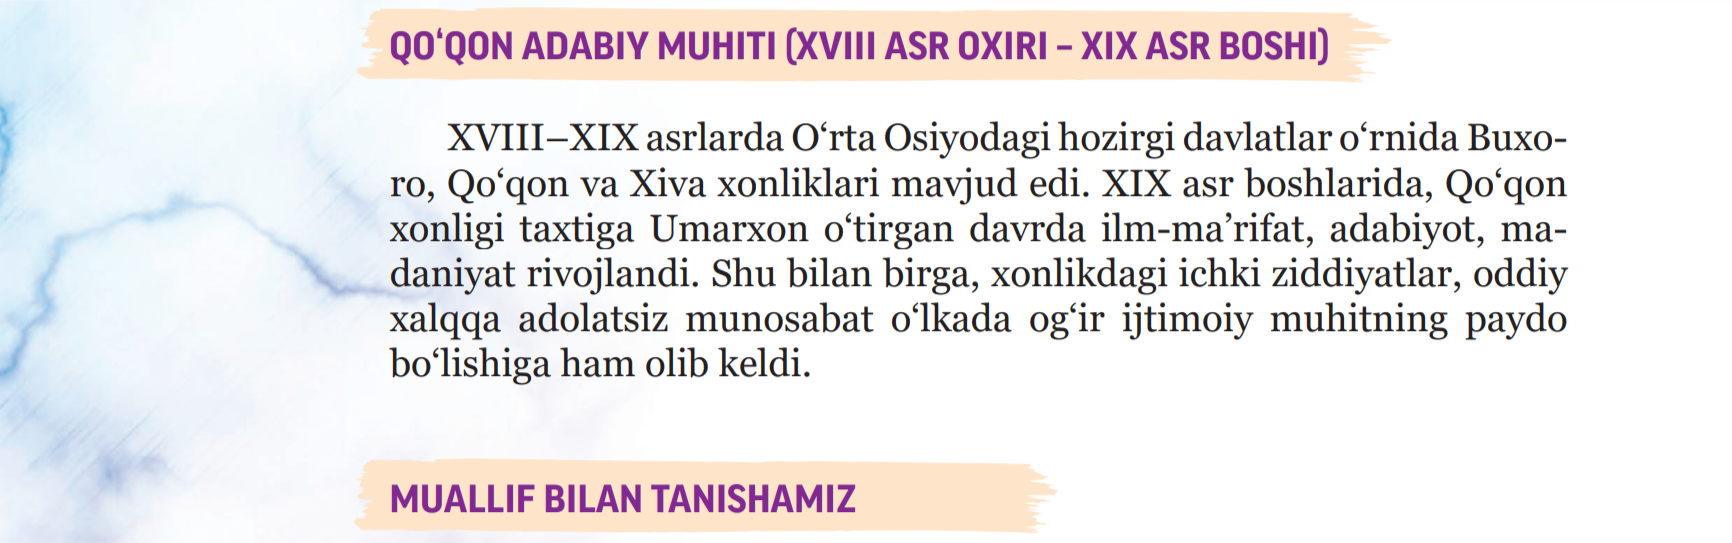 QO‘QON ADABIY MUHITI (XVIII ASR OXIRI – XIX ASR BOSHI)
XVIII–XIX asrlarda O‘rta Osiyodagi hozirgi davlatlar o‘rnida Buxo-
ro, Qo‘qon va Xiva xonliklari mavjud edi. XIX asr boshlarida, Qo‘qon
xonligi taxtiga Umarxon o‘tirgan davrda ilm-ma’rifat, adabiyot, ma-
daniyat rivojlandi. Shu bilan birga, xonlikdagi ichki ziddiyatlar, oddiy
xalqqa adolatsiz munosabat o‘lkada og‘ir ijtimoiy muhitning paydo
bo‘lishiga ham olib keldi.
MUALLIF BILAN TANISHAMIZ